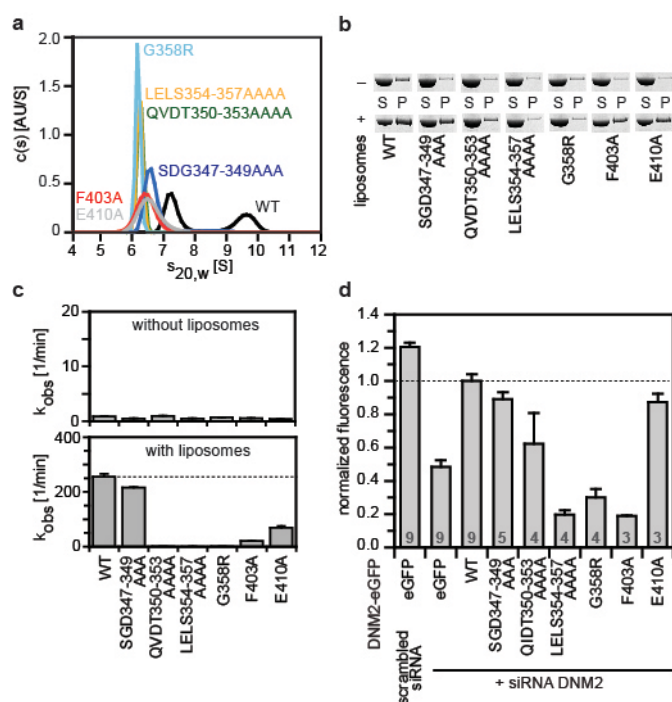 a
c(s) [AU/S]
2.0
1.5
1.0
0.5
0.0
4 5 6 7 8 9 10 11 12
s20,w [S]
G358R
LELS354-357AAAA
QVDT350-353AAAA
SDG347-349AAA
F403A
E410A
WT
b
liposomes
–
S P S P S P S P S P S P S P
+
WT
SGD347-349
AAA
QVDT350-353
AAAA
LELS354-357
AAAA
G358R
F403A
E410A
c
kobs [1/min]
20
10
0
without liposomes
kobs [1/min]
400
200
0
with liposomes
WT
SGD347-349
AAA
QVDT350-353
AAAA
LELS354-357
AAAA
G358R
F403A
E410A
d
normalized fluorescence
1.4
1.2
1.0
0.8
0.6
0.4
0.2
0
9 9 9 5 4 4 4 3 3
DNM2-eGFP
eGFP
eGFP
WT
SGD347-349
AAA
QIDT350-353
AAAA
LELS354-357
AAAA
G358R
F403A
E410A
scrambled
siRNA
+ siRNA DNM2